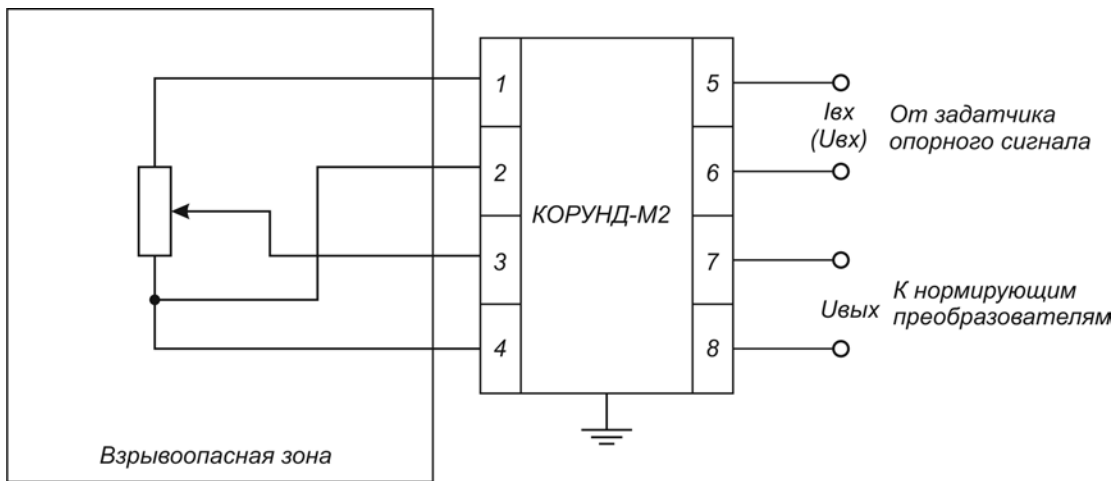 1
2
3
4
КОРУНД-М2
5
6
7
8
Iвх
(Uвх)
От задатчика
опорного сигнала
Uвых
К нормирующим
преобразователям
Взрывоопасная зона